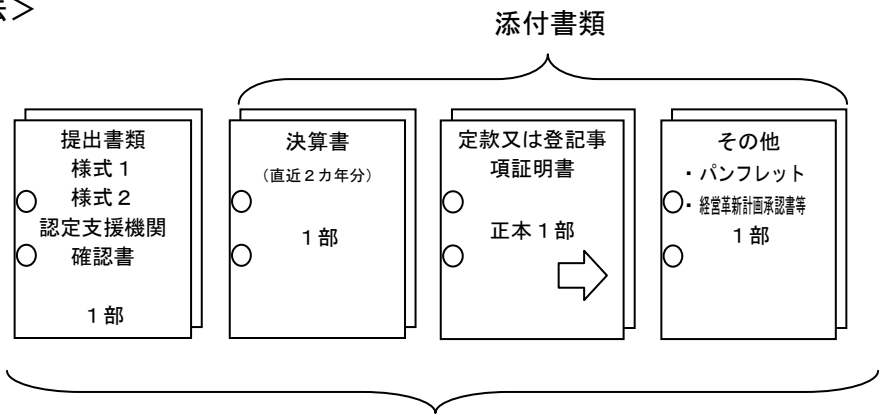 法＞
添付書類
提出書類
様式１
様式２
認定支援機関
確認書
１部
決算書
（直近２カ年分）
１部
定款又は登記事
項証明書
正本１部
その他
・パンフレット
・経営革新計画承認書等
１部